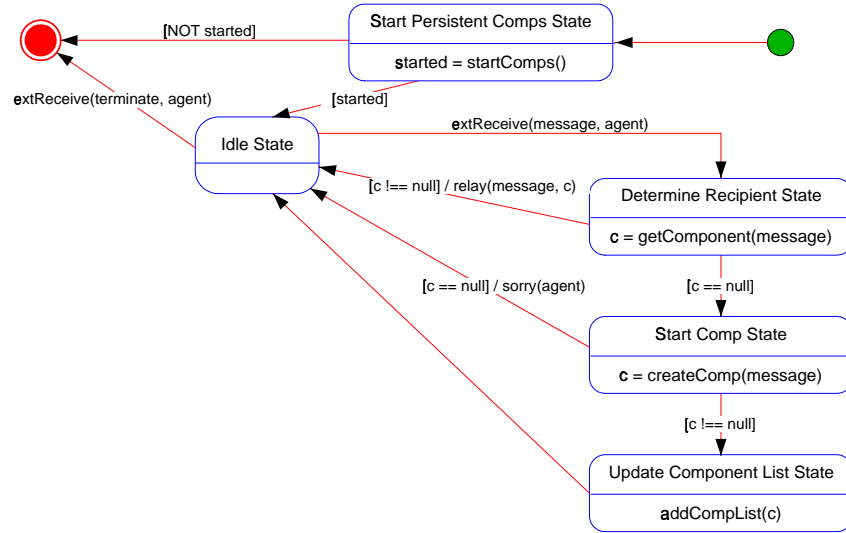 Start Persistent Comps State
[NOT started]
started = startComps()
extReceive(terminate, agent)
[started]
Idle State
extReceive(message, agent)
[c !== null] / relay(message, c)
Determine Recipient State
c = getComponent(message)
[c == null] / sorry(agent)
[c == null]
Start Comp State
c = createComp(message)
[c !== null]
Update Component List State
addCompList(c)